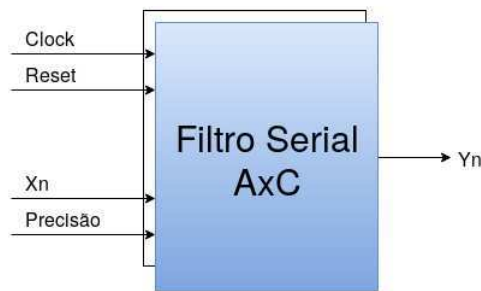 Clock
Reset
Filtro Serial
AxC
Xn
Yn
Precisão